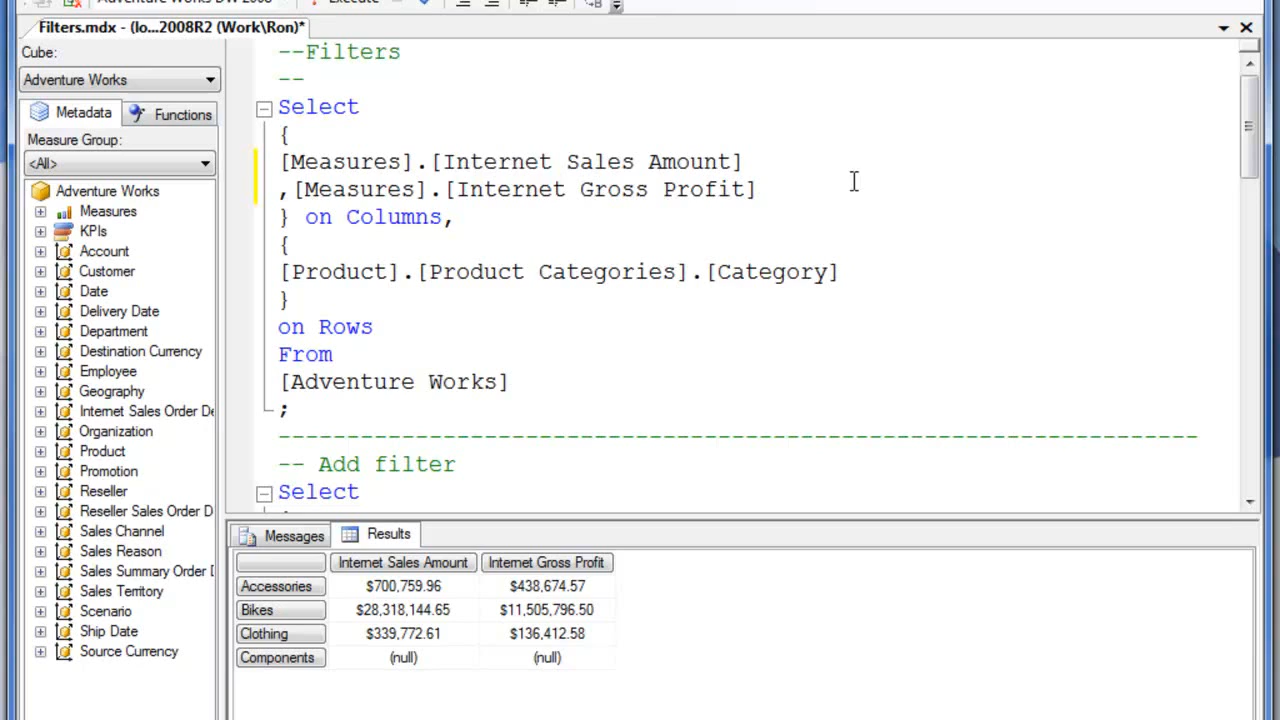 Adventure Works DW 2008
Execute
Filters.mdx - (lo...2008R2 (Work\Ron)*
Cube:
Adventure Works
Metadata
Functions
Measure Group:
<All>
Adventure Works
Measures
KPIs
Account
Customer
Date
Delivery Date
Department
Destination Currency
Employee
Geography
Internet Sales Order De
Organization
Product
Promotion
Reseller
Reseller Sales Order D
Sales Channel
Sales Reason
Sales Summary Order D
Sales Territory
Scenario
Ship Date
Source Currency
--Filters
--
Select
{
[Measures].[Internet Sales Amount]
,[Measures].[Internet Gross Profit]
} on Columns,
{
[Product].[Product Categories].[Category]
}
on Rows
From
[Adventure Works]
;
-------------------------------------------------------------------
-- Add filter
Select
Messages
Results
Internet Sales Amount Internet Gross Profit
Accessories $700,759.96 $438,674.57
Bikes $28,318,144.65 $11,505,796.50
Clothing $339,772.61 $136,412.58
Components (null) (null)